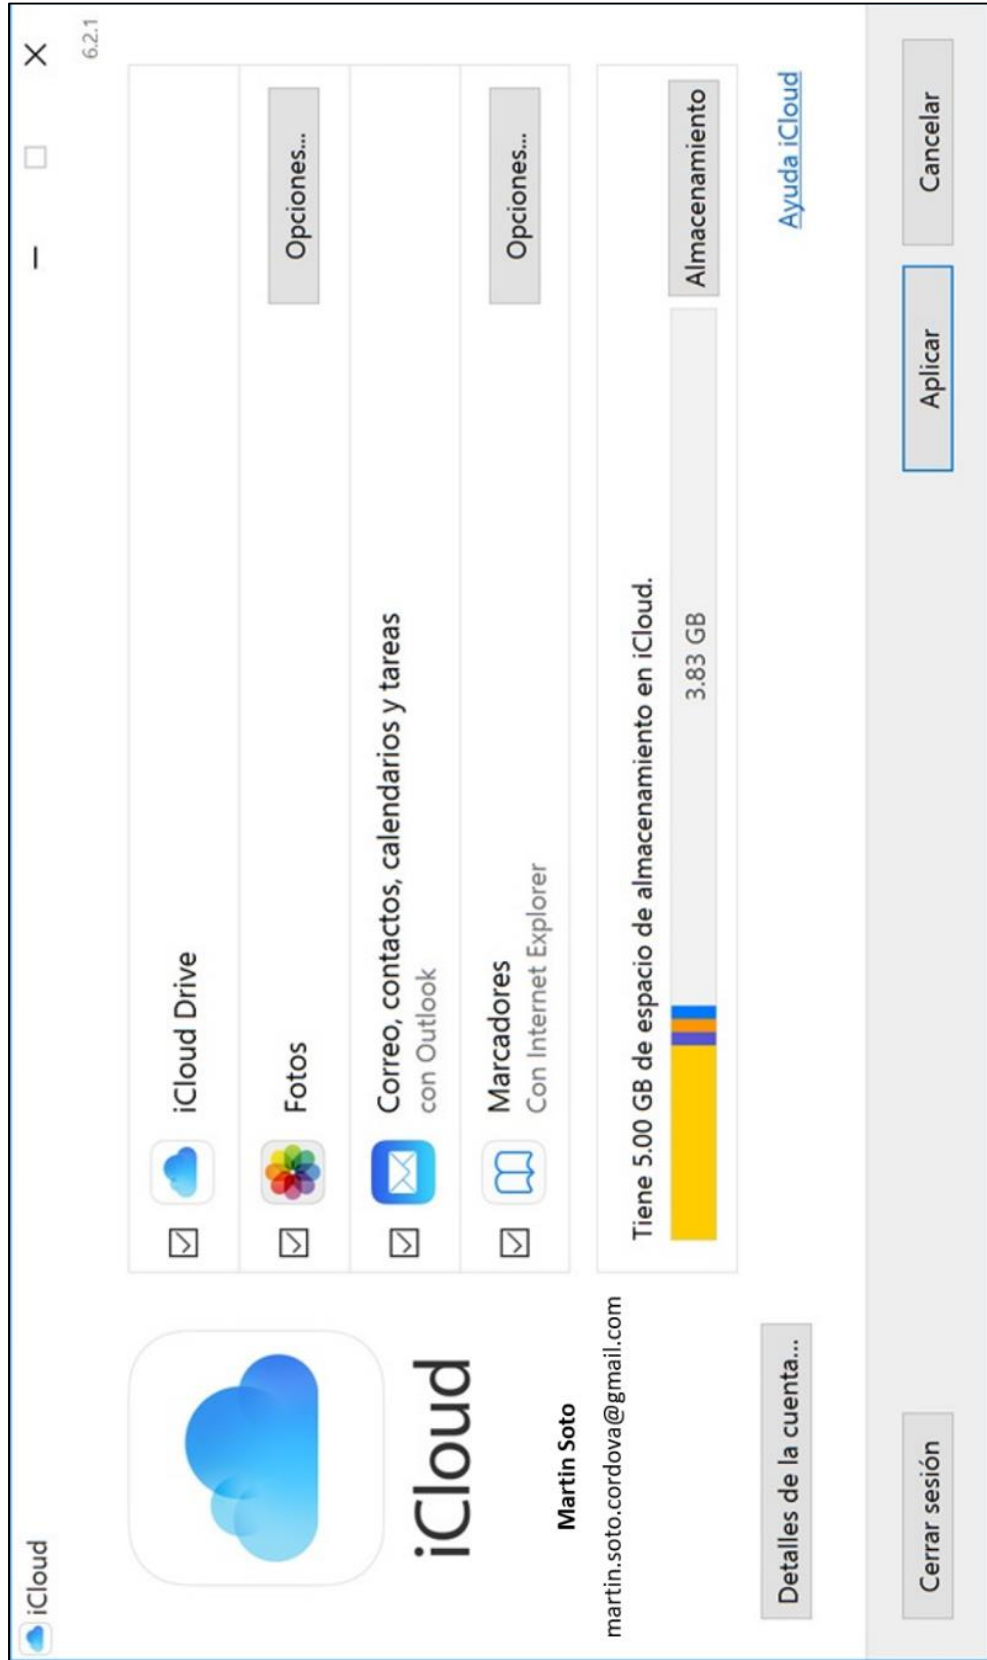 iCloud
6.2.1
iCloud
Martin Soto
martin.soto.cordova@gmail.com
Detalles de la cuenta...
iCloud Drive
Fotos
Opciones...
Correo, contactos, calendarios y tareas
con Outlook
Marcadores
Con Internet Explorer
Opciones...
Tiene 5.00 GB de espacio de almacenamiento en iCloud.
3.83 GB
Almacenamiento
Ayuda iCloud
Cerrar sesión
Aplicar
Cancelar